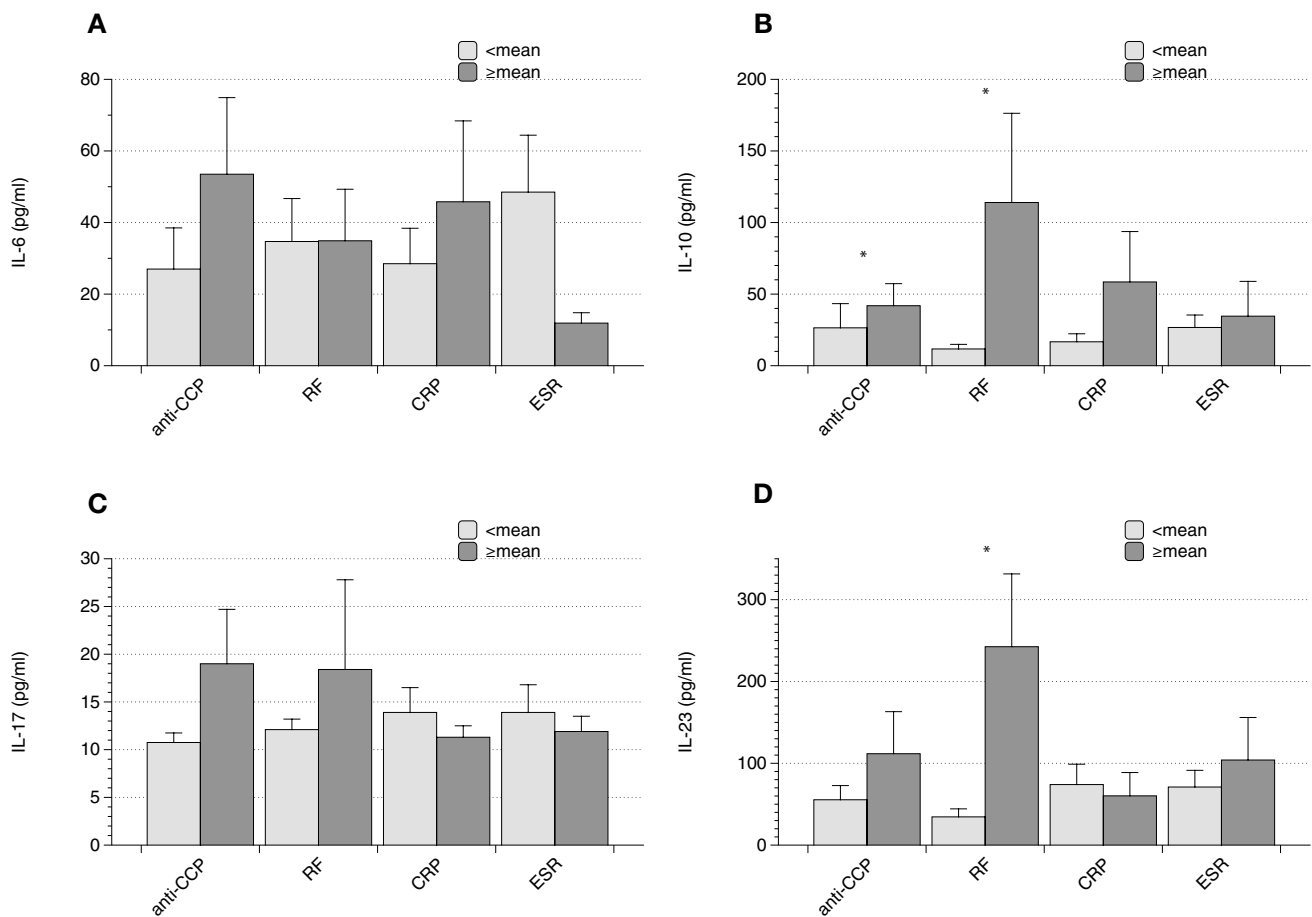 A
<mean
≥mean
80
60
40
20
0
IL-6 (pg/ml)
anti-CCP
RF
CRP
ESR
B
<mean
≥mean
200
150
100
50
0
IL-10 (pg/ml)
*
*
anti-CCP
RF
CRP
ESR
C
<mean
≥mean
30
25
20
15
10
5
0
IL-17 (pg/ml)
anti-CCP
RF
CRP
ESR
D
<mean
≥mean
300
200
100
0
IL-23 (pg/ml)
*
anti-CCP
RF
CRP
ESR